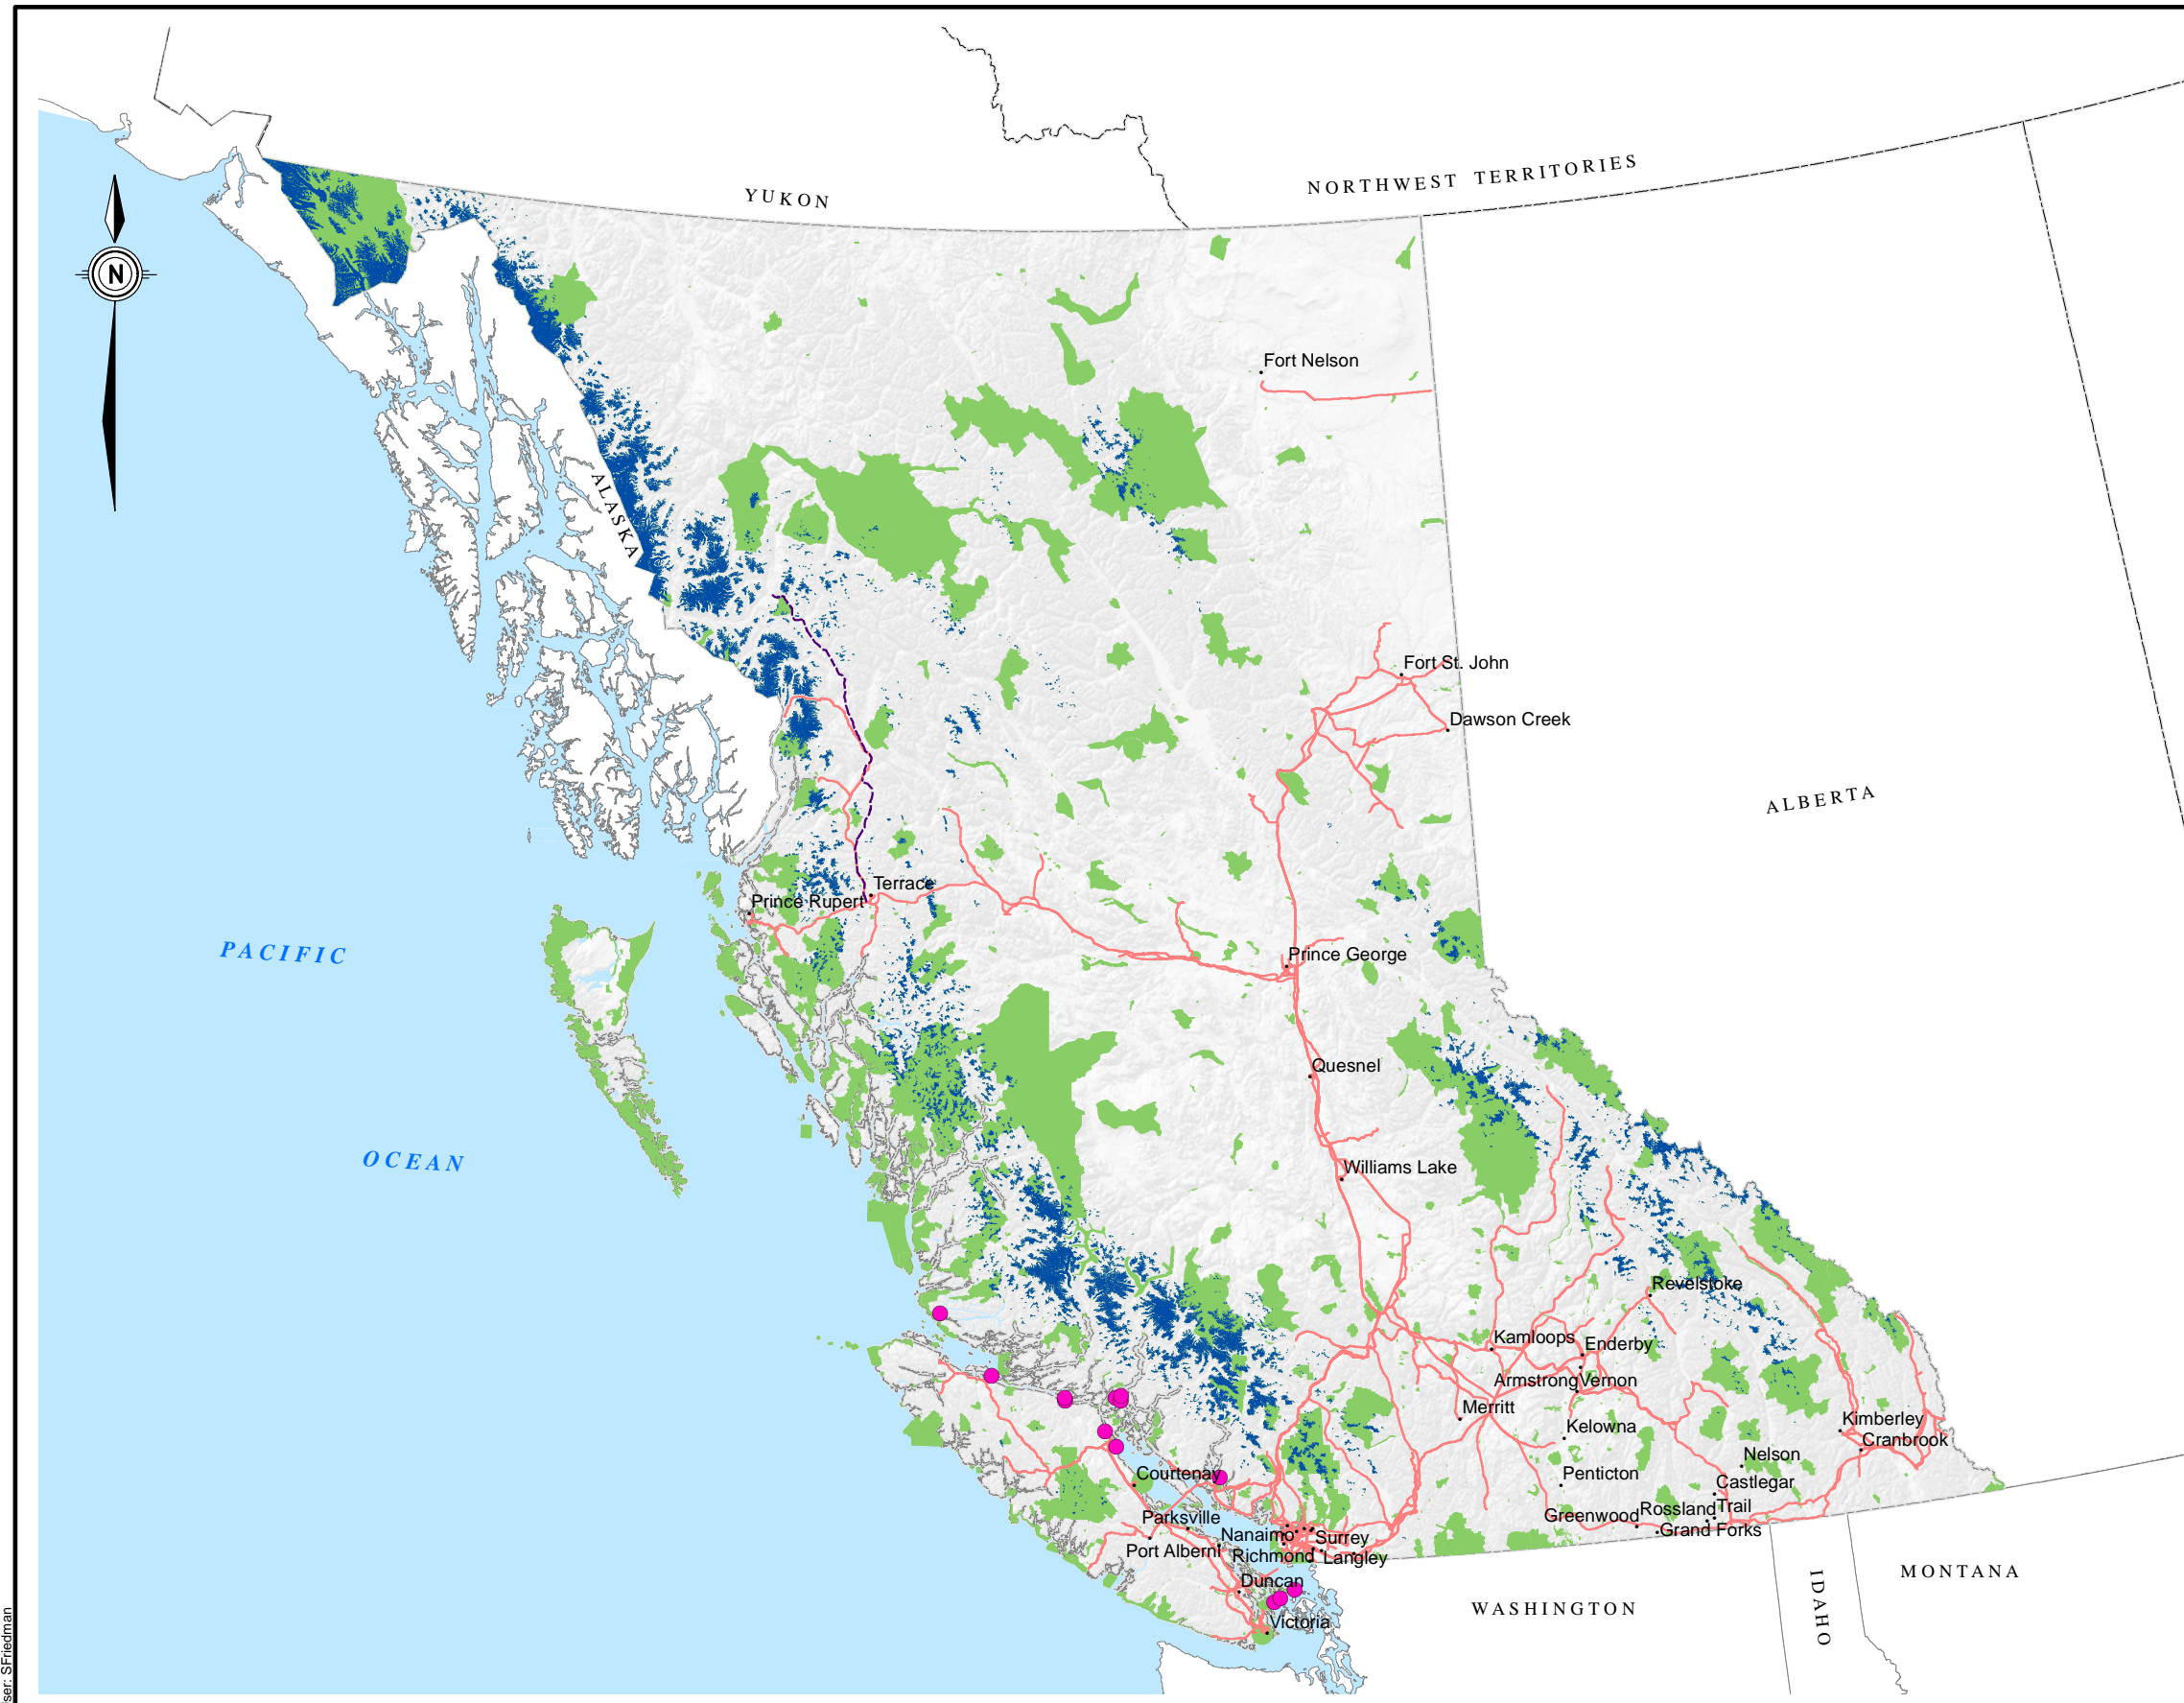 YUKON
NORTHWEST TERRITORIES
N
Fort Nelson
ALASKA
Fort St. John
Dawson Creek
ALBERTA
Terrace
Prince Rupert
PACIFIC
Prince George
Quesnel
OCEAN
Williams Lake
Revelstoke
Kamloops
Enderby
Armstrong
Vernon
Merritt
Kimberley
Kelowna
Cranbrook
Nelson
Courtenay
Penticton
Castlegar
Greenwood
Rossland
Trail
Parksville
Grand Forks
Nanaimo
Surrey
Port Alberni
Richmond
Langley
MONTANA
IDAHO
Duncan
WASHINGTON
Victoria
User: SFriedman